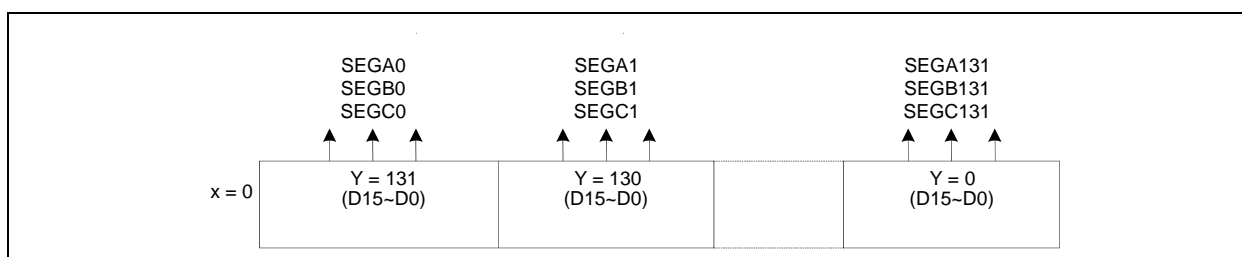 SEGA0 SEGA1 SEGA131
SEGB0 SEGB1 SEGB131
SEGC0 SEGC1 SEGC131
x = 0 Y = 131 Y = 130 Y = 0
(D15~D0) (D15~D0) (D15~D0)